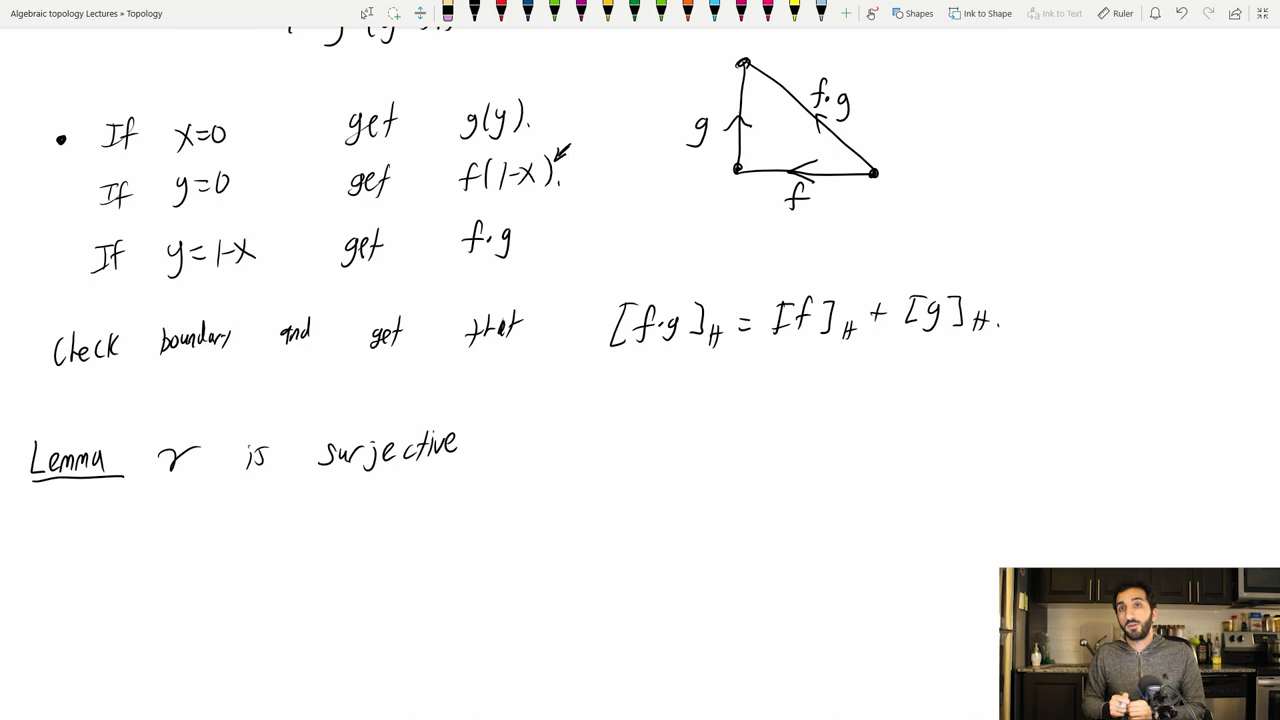 Algebraic topology Lectures » Topology
Shapes Ink to Shape Ink to Text Ruler
• If x=0 get g(y).
If y=0 get f(1-x).
If y=1-x get f·g
Check boundary and get that [f·g]_H = [f]_H + [g]_H.
g
f·g
f
Lemma γ is surjective